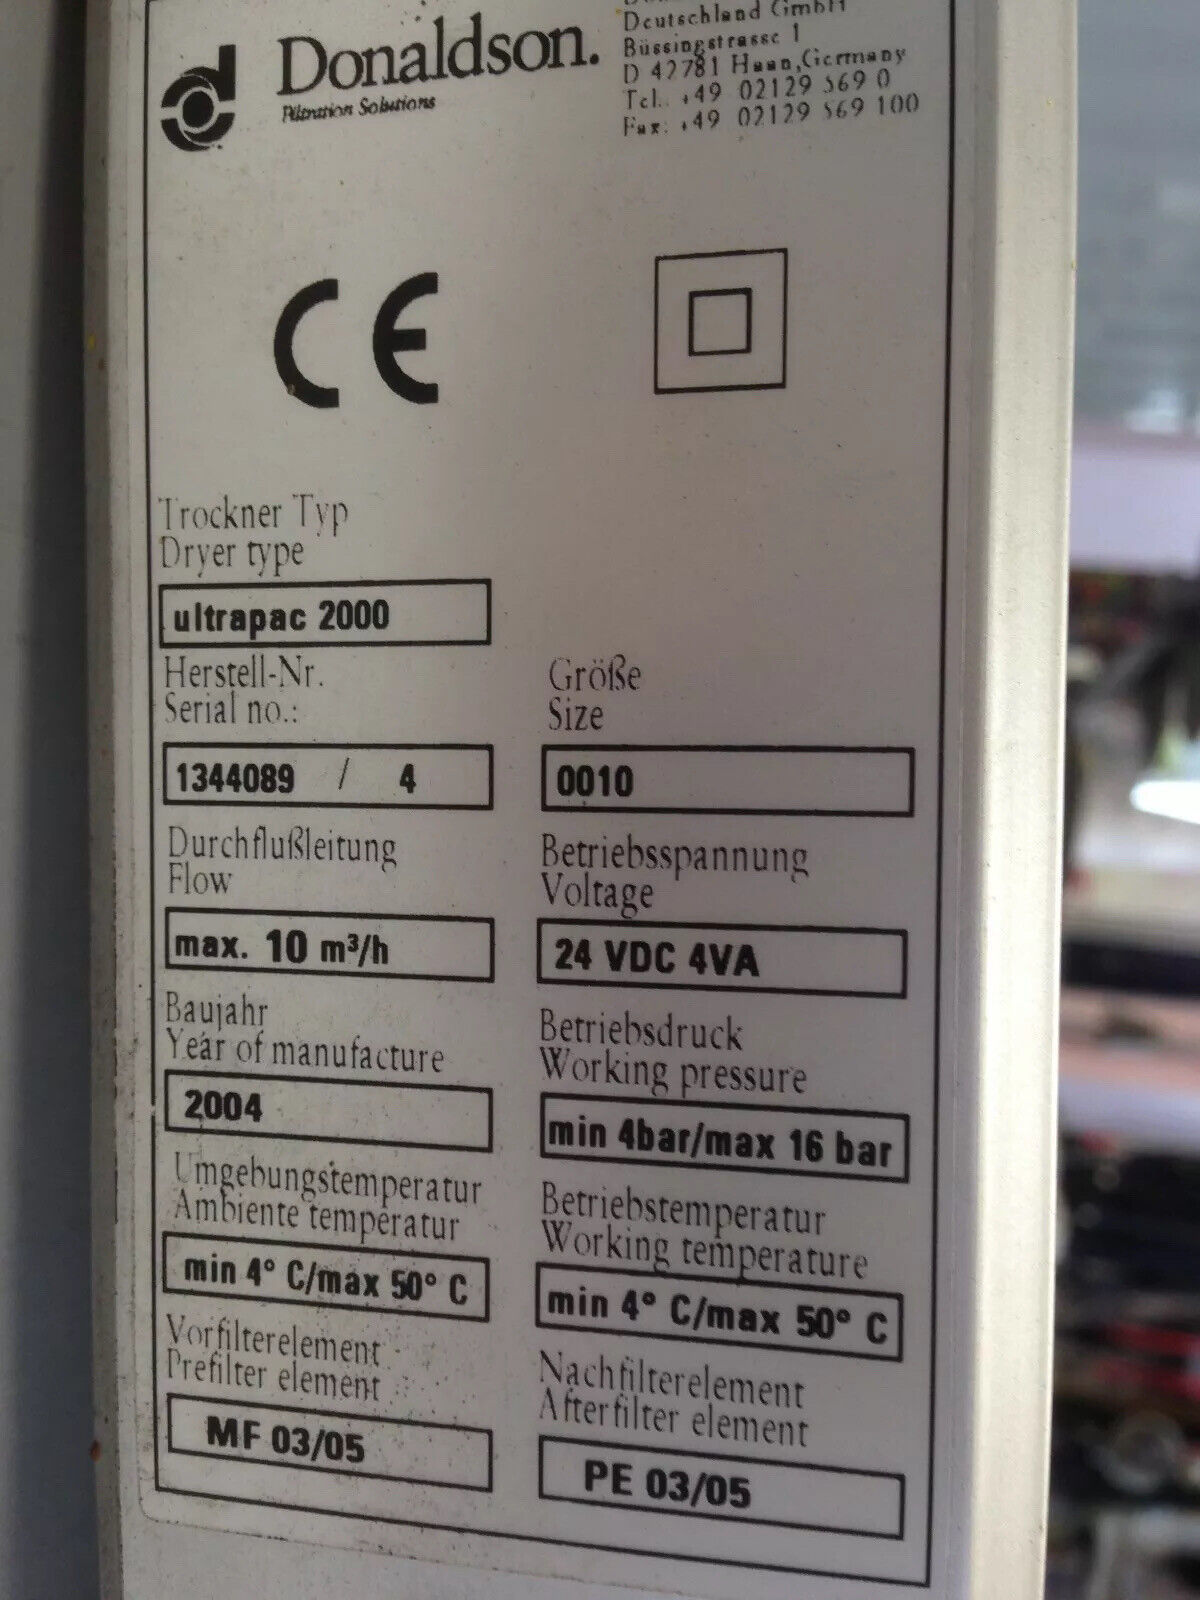 Donaldson.
Filtration Solutions
Deutschland GmbH
Büssingstrasse 1
D 42781 Haan,Germany
Tel.: +49 02129 569 0
Fax: +49 02129 569 100
CE
Trockner Typ
Dryer type
ultrapac 2000
Herstell-Nr.
Serial no.:
1344089 / 4
Größe
Size
0010
Durchflußleitung
Flow
max. 10 m³/h
Betriebsspannung
Voltage
24 VDC 4VA
Baujahr
Year of manufacture
2004
Betriebsdruck
Working pressure
min 4bar/max 16 bar
Umgebungstemperatur
Ambiente temperatur
min 4° C/max 50° C
Betriebstemperatur
Working temperature
min 4° C/max 50° C
Vorfilterelement
Prefilter element
MF 03/05
Nachfilterelement
Afterfilter element
PE 03/05